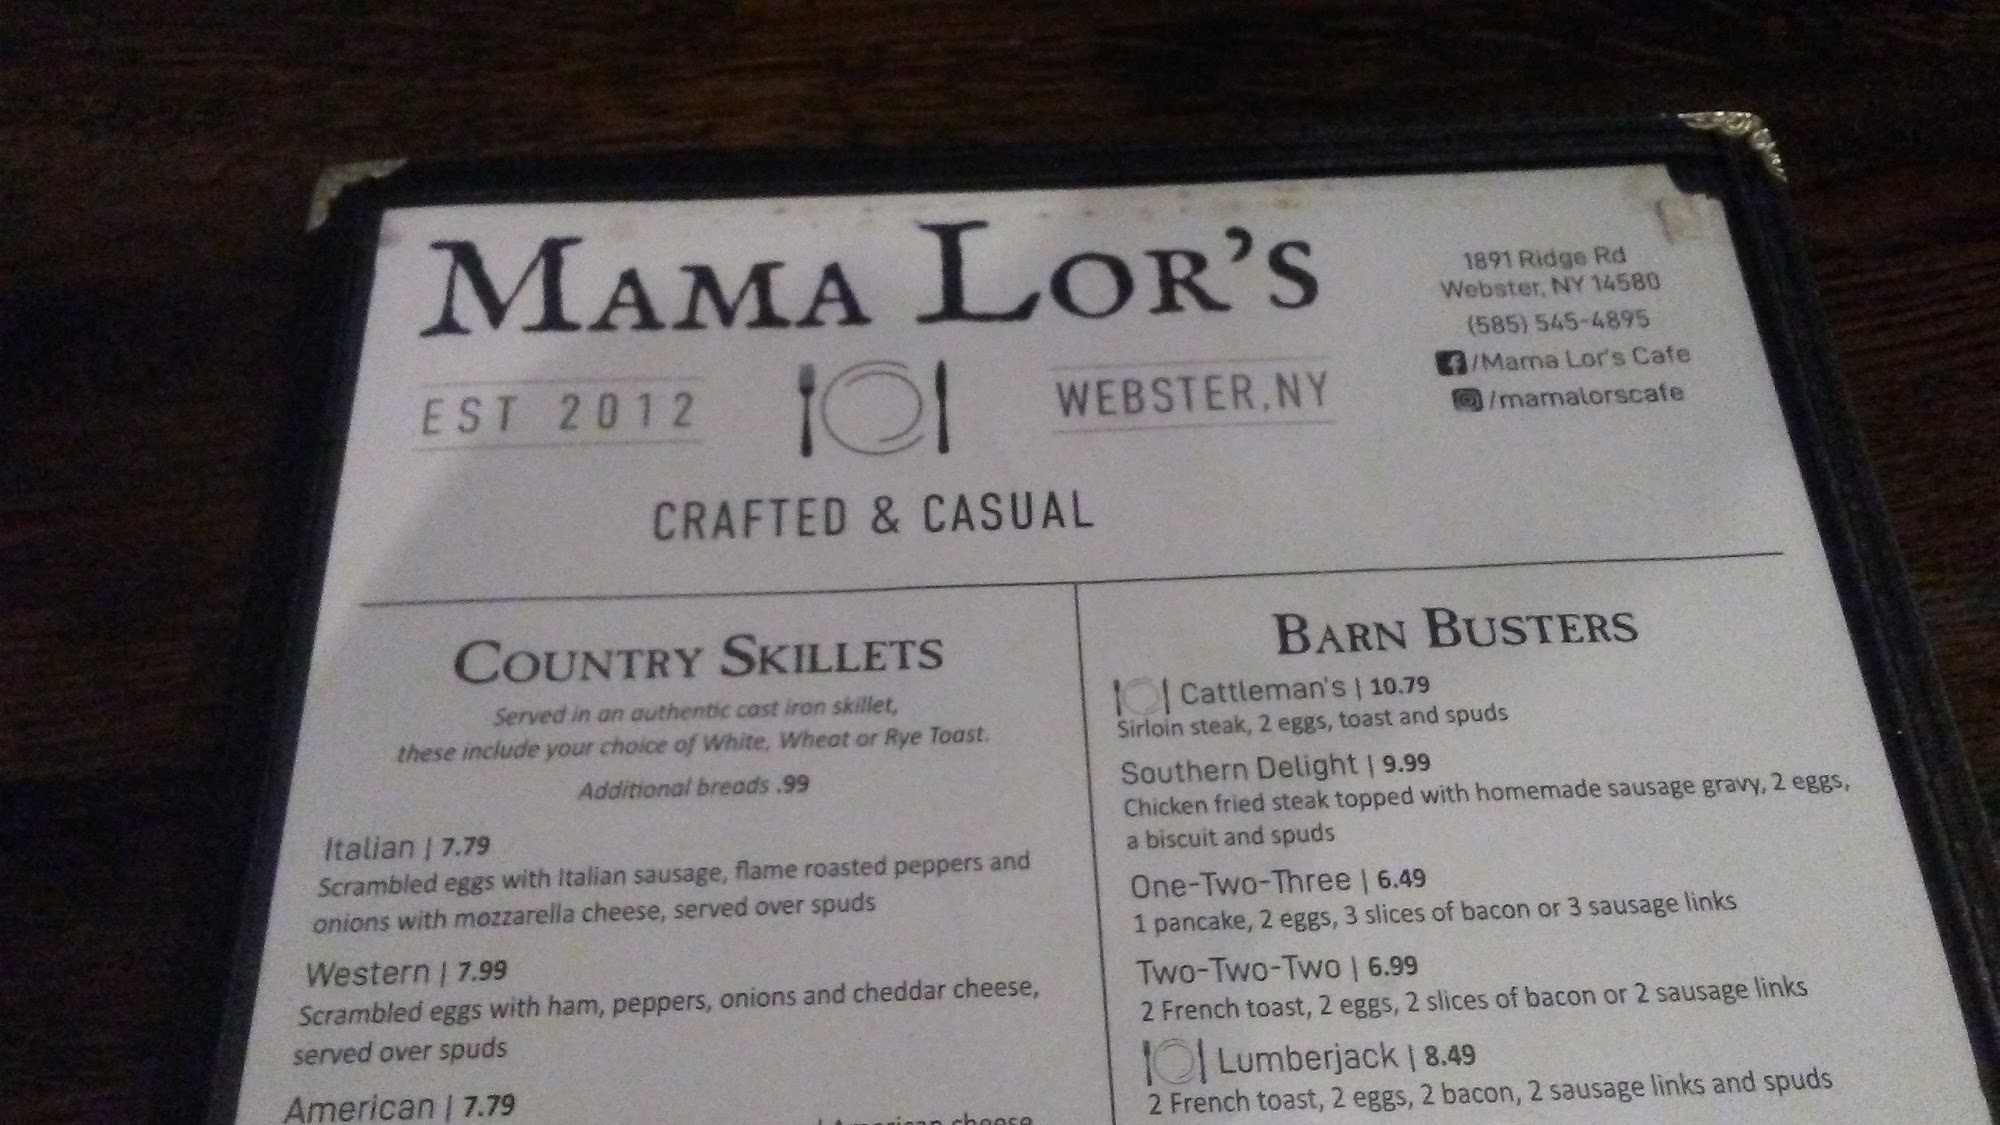 MAMA LOR'S
EST 2012
WEBSTER, NY
CRAFTED & CASUAL
1891 Ridge Rd
Webster, NY 14580
(585) 545-4895
/Mama Lor's Cafe
/mamalorscafe
COUNTRY SKILLETS
Served in an authentic cast iron skillet,
these include your choice of White, Wheat or Rye Toast.
Additional breads .99
Italian | 7.79
Scrambled eggs with Italian sausage, flame roasted peppers and
onions with mozzarella cheese, served over spuds
Western | 7.99
Scrambled eggs with ham, peppers, onions and cheddar cheese,
served over spuds
American | 7.79
American cheese
BARN BUSTERS
Cattleman's | 10.79
Sirloin steak, 2 eggs, toast and spuds
Southern Delight | 9.99
Chicken fried steak topped with homemade sausage gravy, 2 eggs,
a biscuit and spuds
One-Two-Three | 6.49
1 pancake, 2 eggs, 3 slices of bacon or 3 sausage links
Two-Two-Two | 6.99
2 French toast, 2 eggs, 2 slices of bacon or 2 sausage links
Lumberjack | 8.49
2 French toast, 2 eggs, 2 bacon, 2 sausage links and spuds